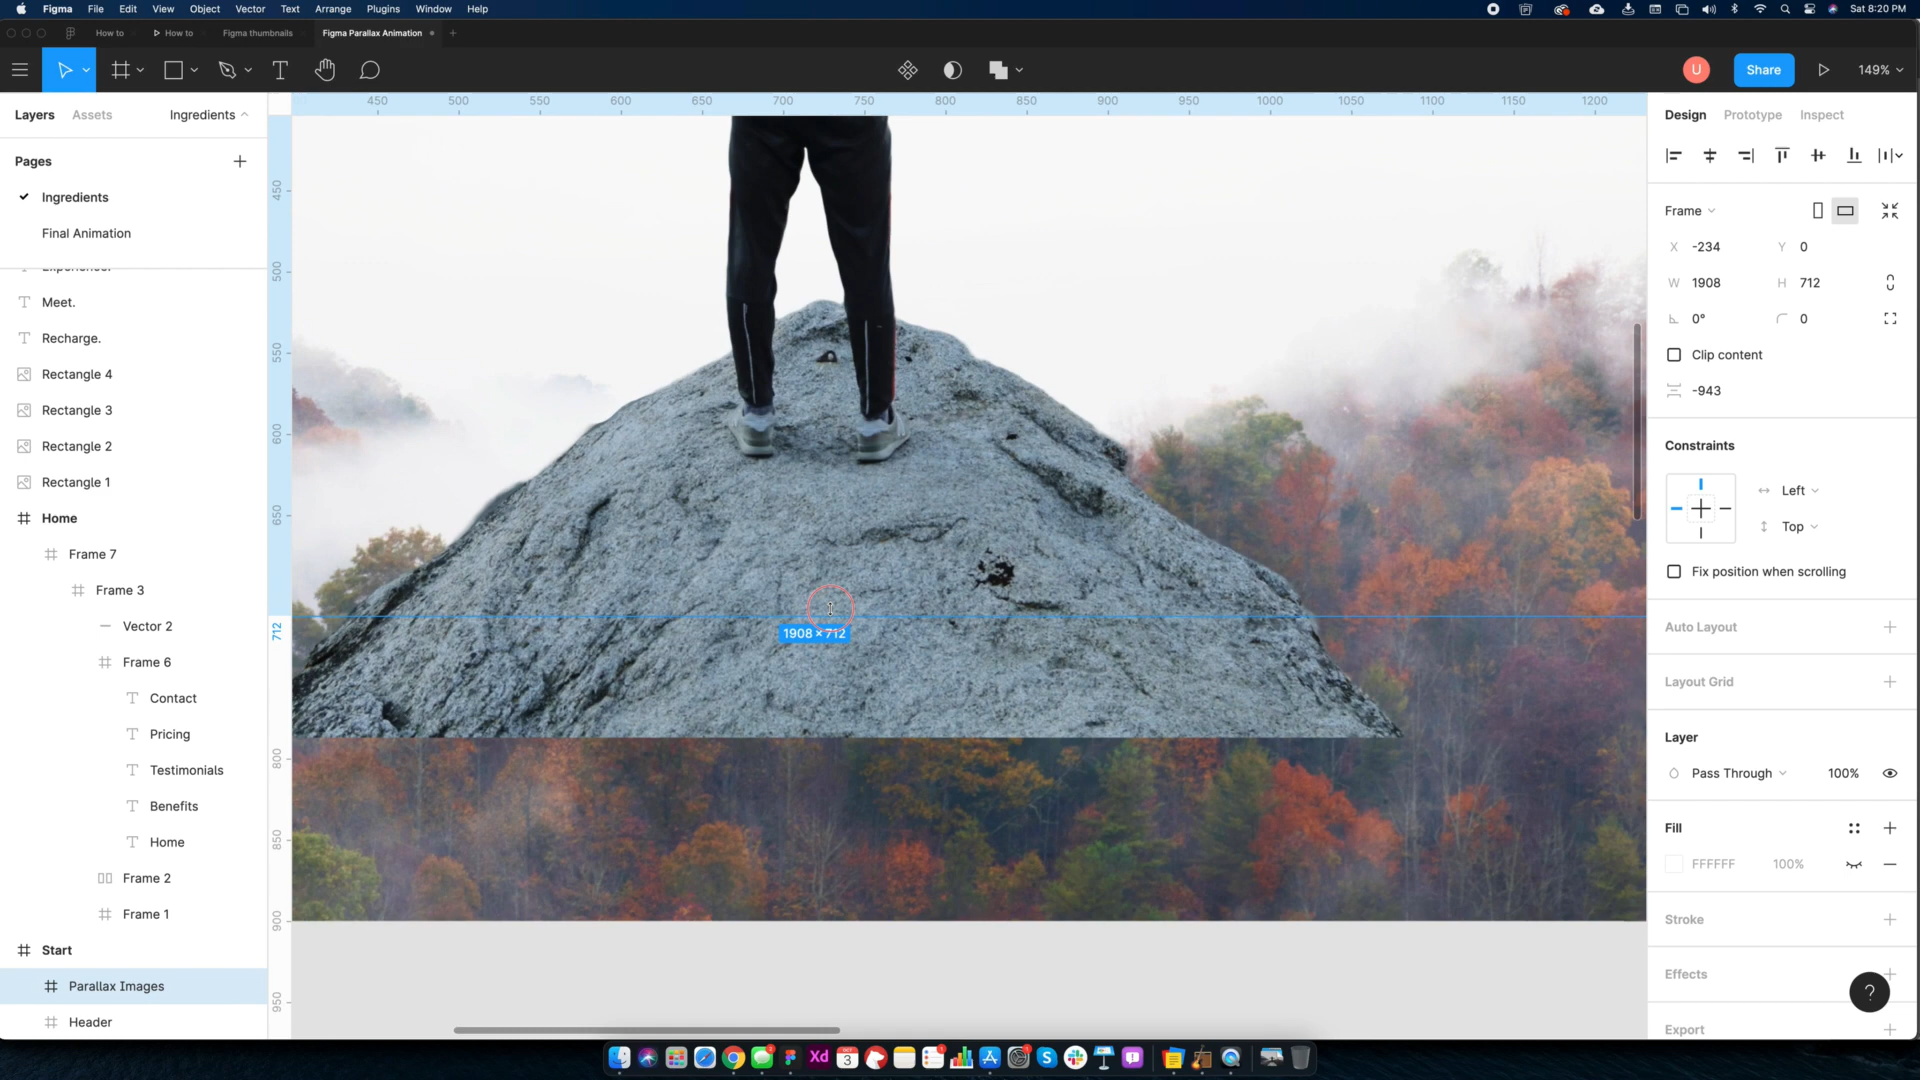 Figma File Edit View Object Vector Text Arrange Plugins Window Help
Sat 8:20 PM
How to
How to
Figma thumbnails
Figma Parallax Animation
U
Share
149%
450 500 550 600 650 700 750 800 850 900 950 1000 1050 1100 1150 1200
Layers
Assets
Ingredients
Pages
Ingredients
Final Animation
Experience.
Meet.
Recharge.
Rectangle 4
Rectangle 3
Rectangle 2
Rectangle 1
Home
Frame 7
Frame 3
Vector 2
Frame 6
Contact
Pricing
Testimonials
Benefits
Home
Frame 2
Frame 1
Start
Parallax Images
Header
450
500
550
600
650
712
800
850
900
950
1908 × 712
Design
Prototype
Inspect
Frame
X -234
Y 0
W 1908
H 712
0°
0
Clip content
-943
Constraints
Left
Top
Fix position when scrolling
Auto Layout
Layout Grid
Layer
Pass Through
100%
Fill
FFFFFF
100%
Stroke
Effects
?
Export
Xd
OCT
3